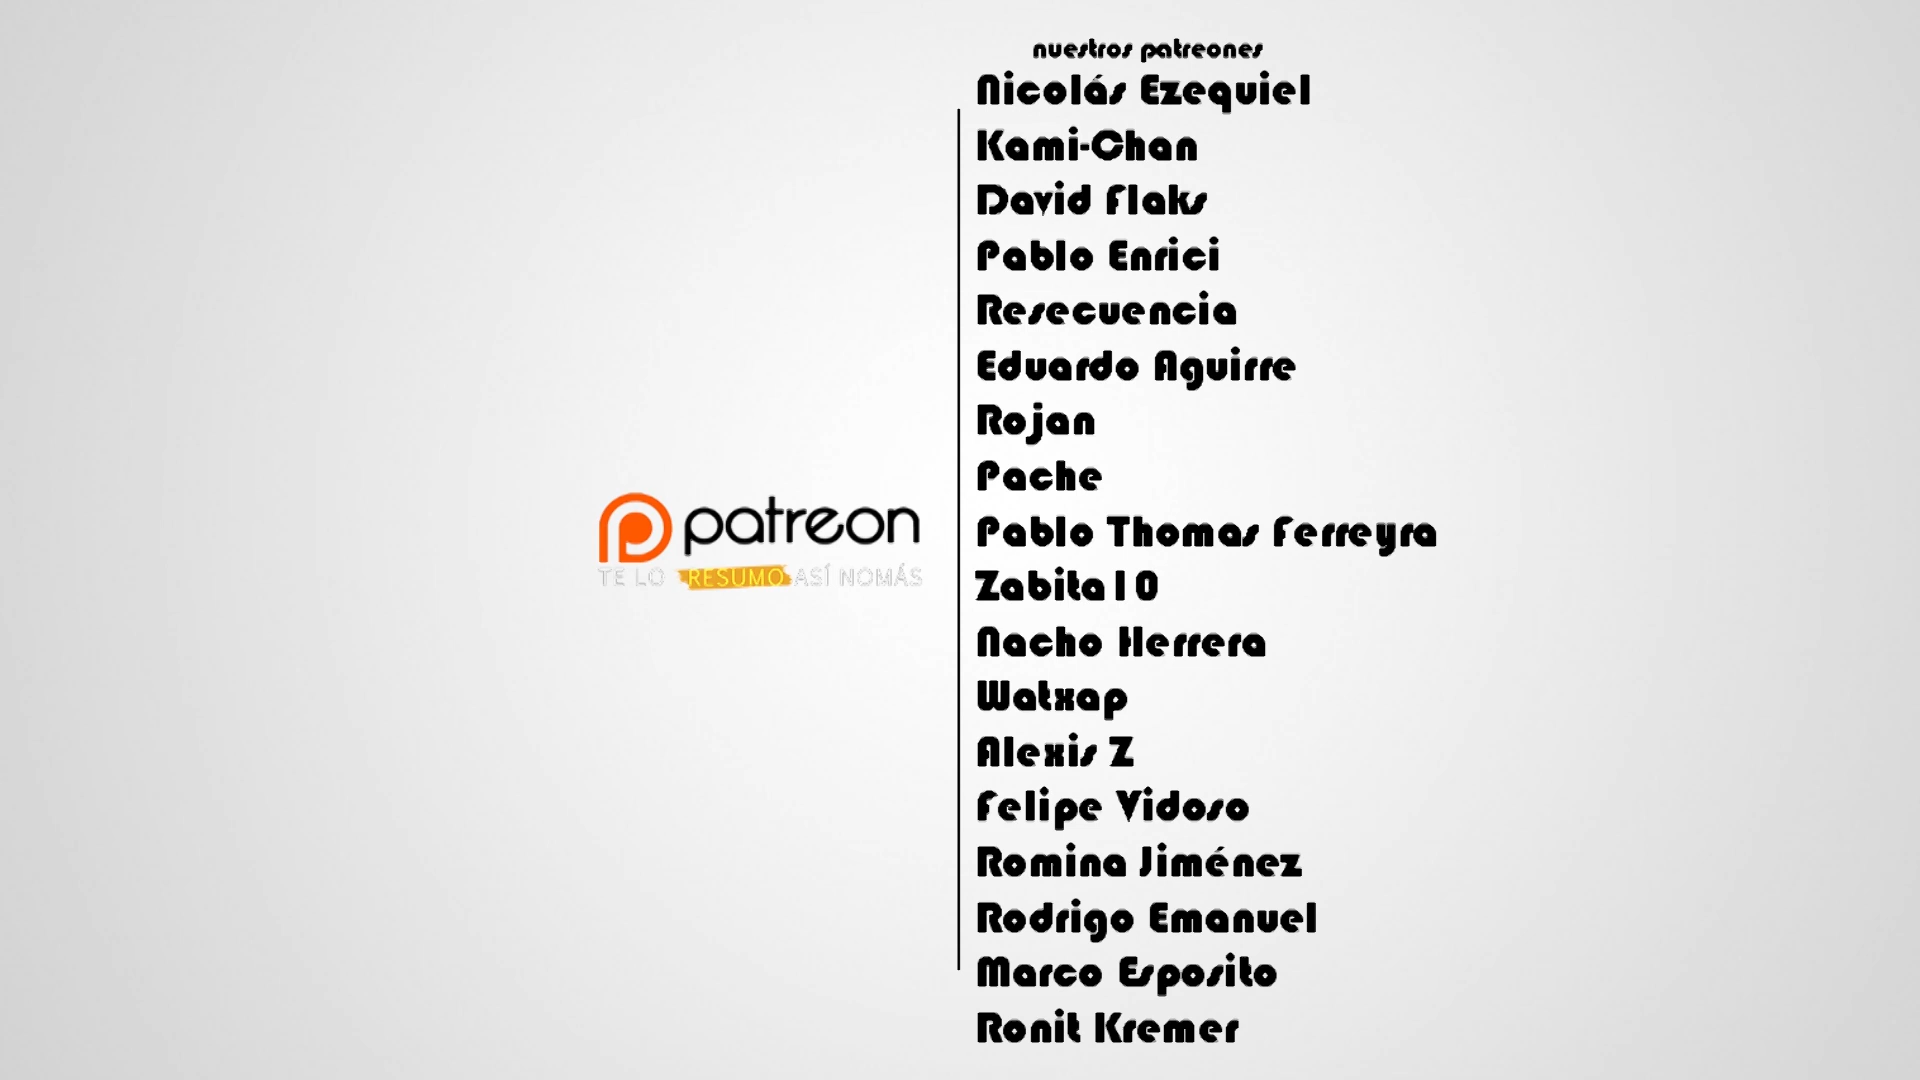 nuestros patreones
Nicolás Ezequiel
Kami-Chan
David Flaks
Pablo Enrici
Resecuencia
Eduardo Aguirre
Rojan
Pache
Pablo Thomas Ferreyra
Zabita10
Nacho Herrera
Watxap
Alexis Z
Felipe Vidoso
Romina Jiménez
Rodrigo Emanuel
Marco Esposito
Ronit Kremer
patreon
TE LO RESUMO ASÍ NOMÁS